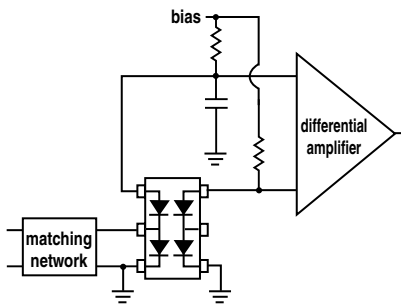 bias
differential
amplifier
matching
network